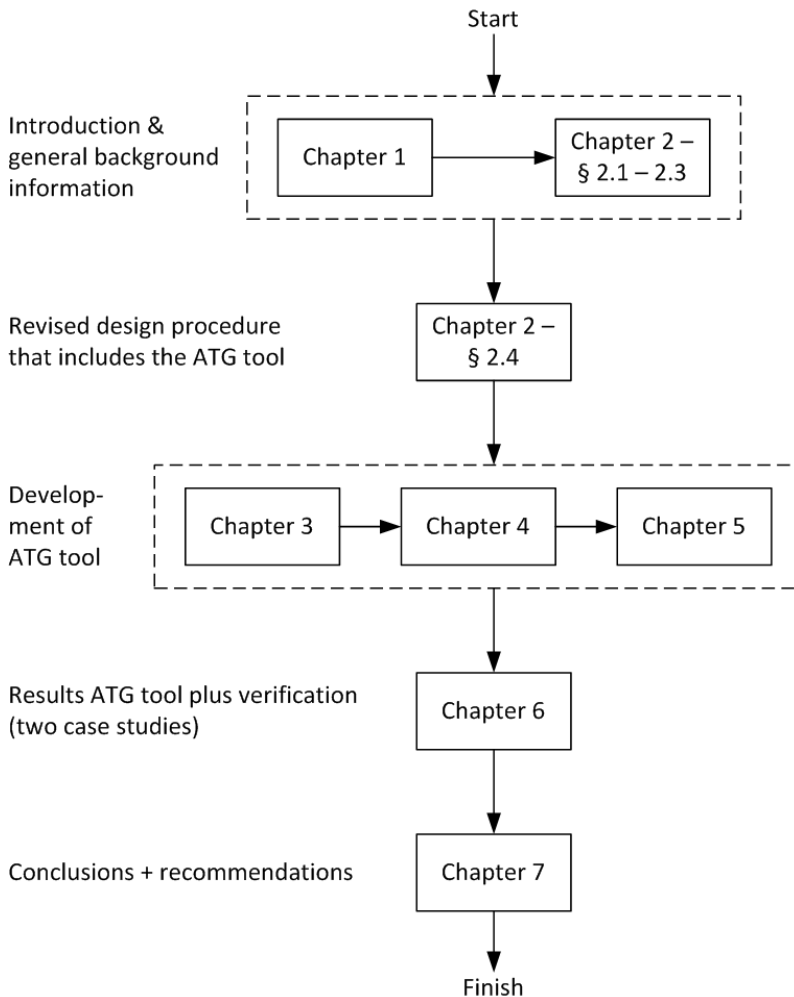 Start
Introduction &
general background
information
Chapter 1
Chapter 2 –
§ 2.1 – 2.3
Revised design procedure
that includes the ATG tool
Chapter 2 –
§ 2.4
Develop-
ment of
ATG tool
Chapter 3
Chapter 4
Chapter 5
Results ATG tool plus verification
(two case studies)
Chapter 6
Conclusions + recommendations
Chapter 7
Finish